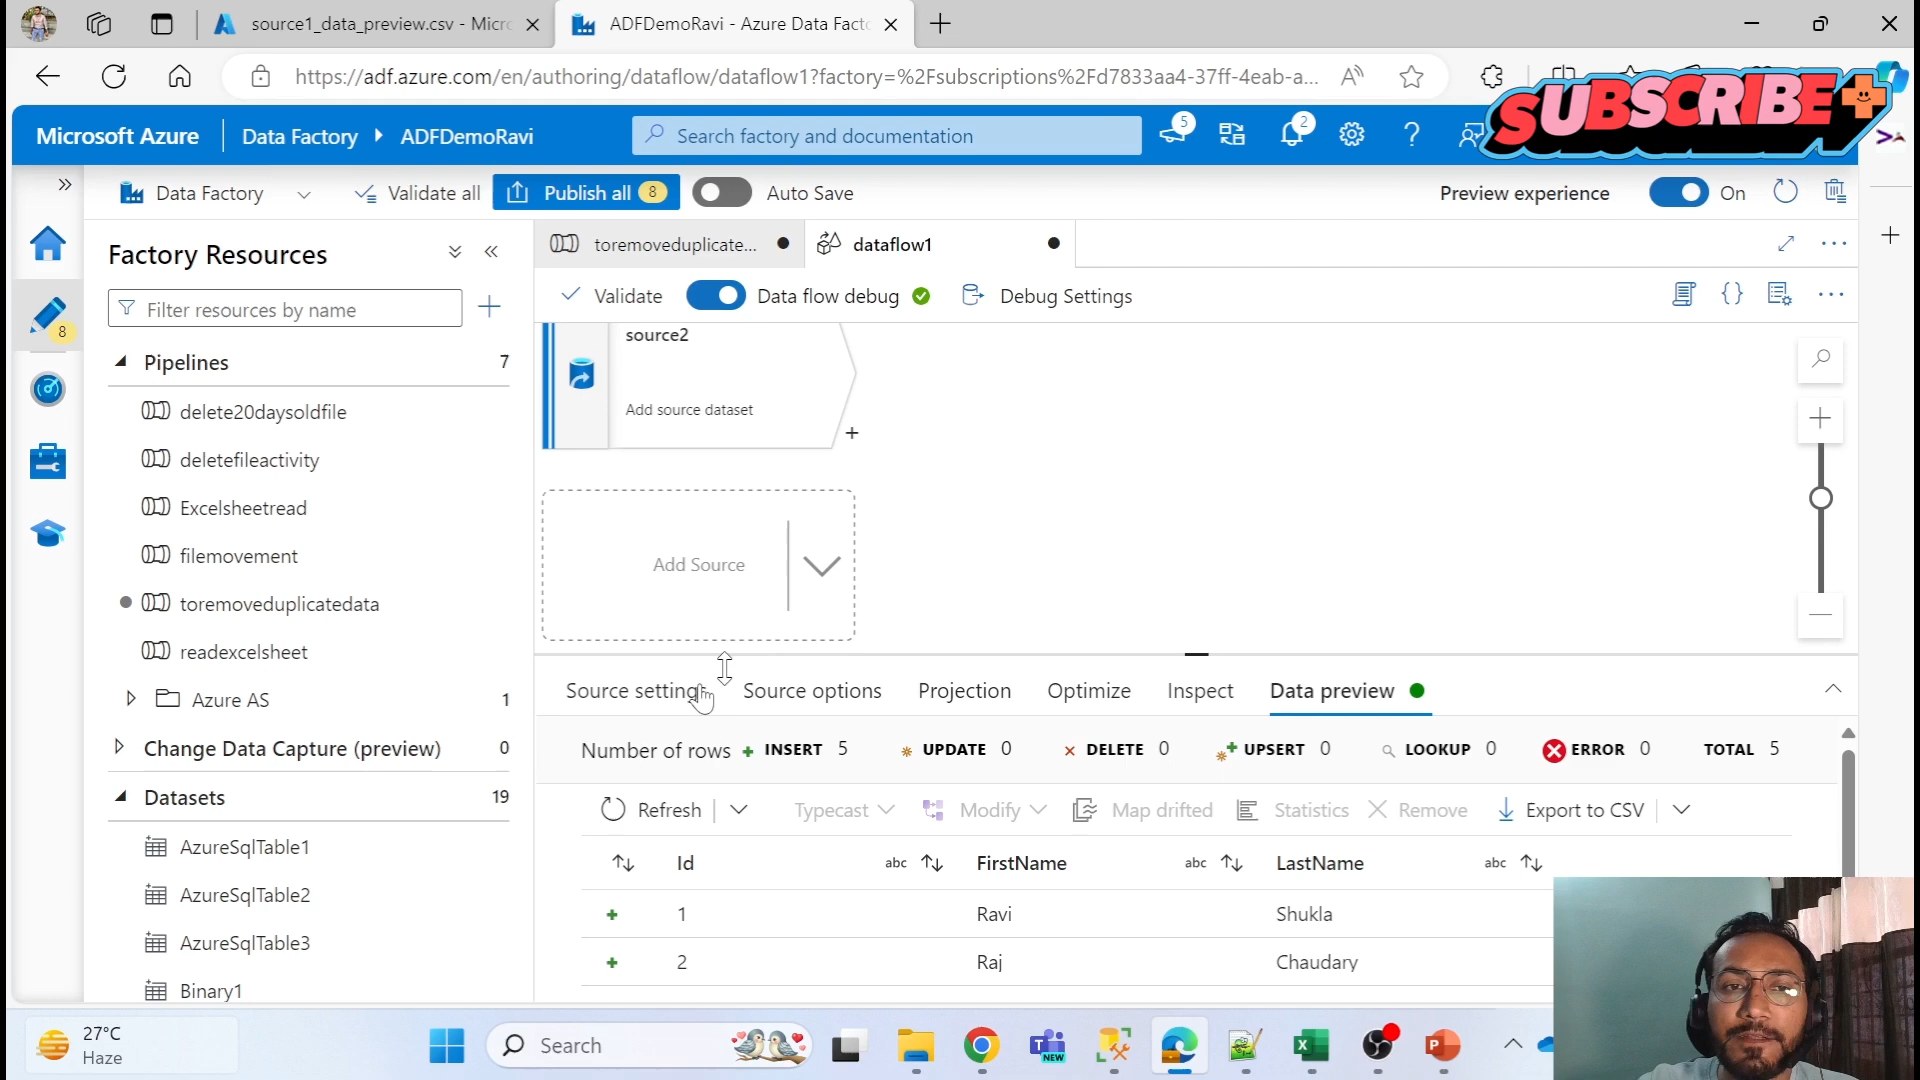 source1_data_preview.csv - Micr
ADFDemoRavi - Azure Data Fact
https://adf.azure.com/en/authoring/dataflow/dataflow1?factory=%2Fsubscriptions%2Fd7833aa4-37ff-4eab-a...
SUBSCRIBE
Microsoft Azure
Data Factory
ADFDemoRavi
Search factory and documentation
5
2
Data Factory
Validate all
Publish all
8
Auto Save
Preview experience
On
Factory Resources
toremoveduplicate...
dataflow1
Validate
Data flow debug
Debug Settings
Filter resources by name
8
Pipelines
7
delete20daysoldfile
deletefileactivity
Excelsheetread
filemovement
toremoveduplicatedata
readexcelsheet
Azure AS
1
Change Data Capture (preview)
0
Datasets
19
AzureSqlTable1
AzureSqlTable2
AzureSqlTable3
Binary1
source2
Add source dataset
Add Source
Source settings
Source options
Projection
Optimize
Inspect
Data preview
Number of rows
INSERT 5
UPDATE 0
DELETE 0
UPSERT 0
LOOKUP 0
ERROR 0
TOTAL 5
Refresh
Typecast
Modify
Map drifted
Statistics
Remove
Export to CSV
Id abc
FirstName abc
LastName abc
1 Ravi Shukla
2 Raj Chaudary
27°C
Haze
Search
NEW